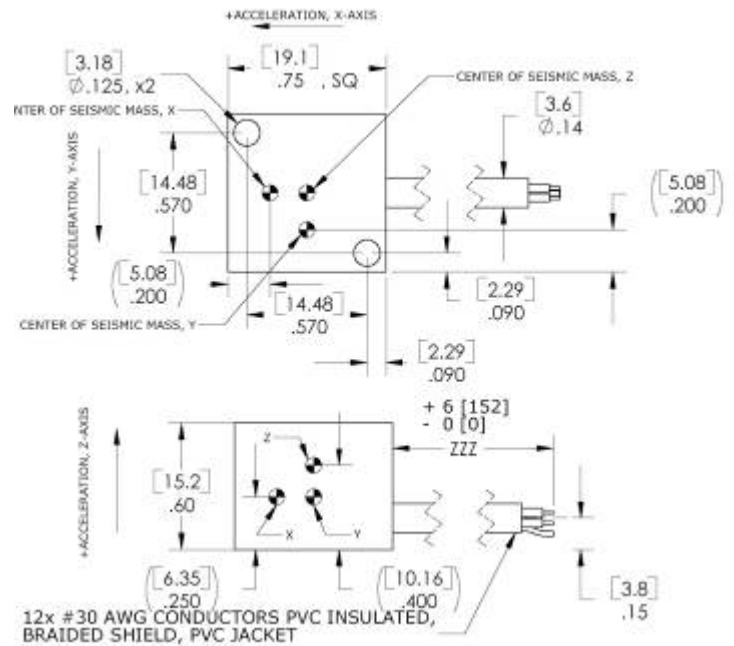 +ACCELERATION, X-AXIS
[3.18]
Ø.125, x2
[19.1]
.75 , SQ
CENTER OF SEISMIC MASS, Z
NTER OF SEISMIC MASS, X
[3.6]
Ø.14
+ACCELERATION, Y-AXIS
[14.48]
.570
([5.08]
.200)
([5.08]
.200)
[14.48]
.570
[2.29]
.090
CENTER OF SEISMIC MASS, Y
[2.29]
.090
+ACCELERATION, Z-AXIS
+ 6 [152]
- 0 [0]
ZZZ
Z
[15.2]
.60
X
Y
([6.35]
.250)
([10.16]
.400)
[3.8]
.15
12x #30 AWG CONDUCTORS PVC INSULATED,
BRAIDED SHIELD, PVC JACKET